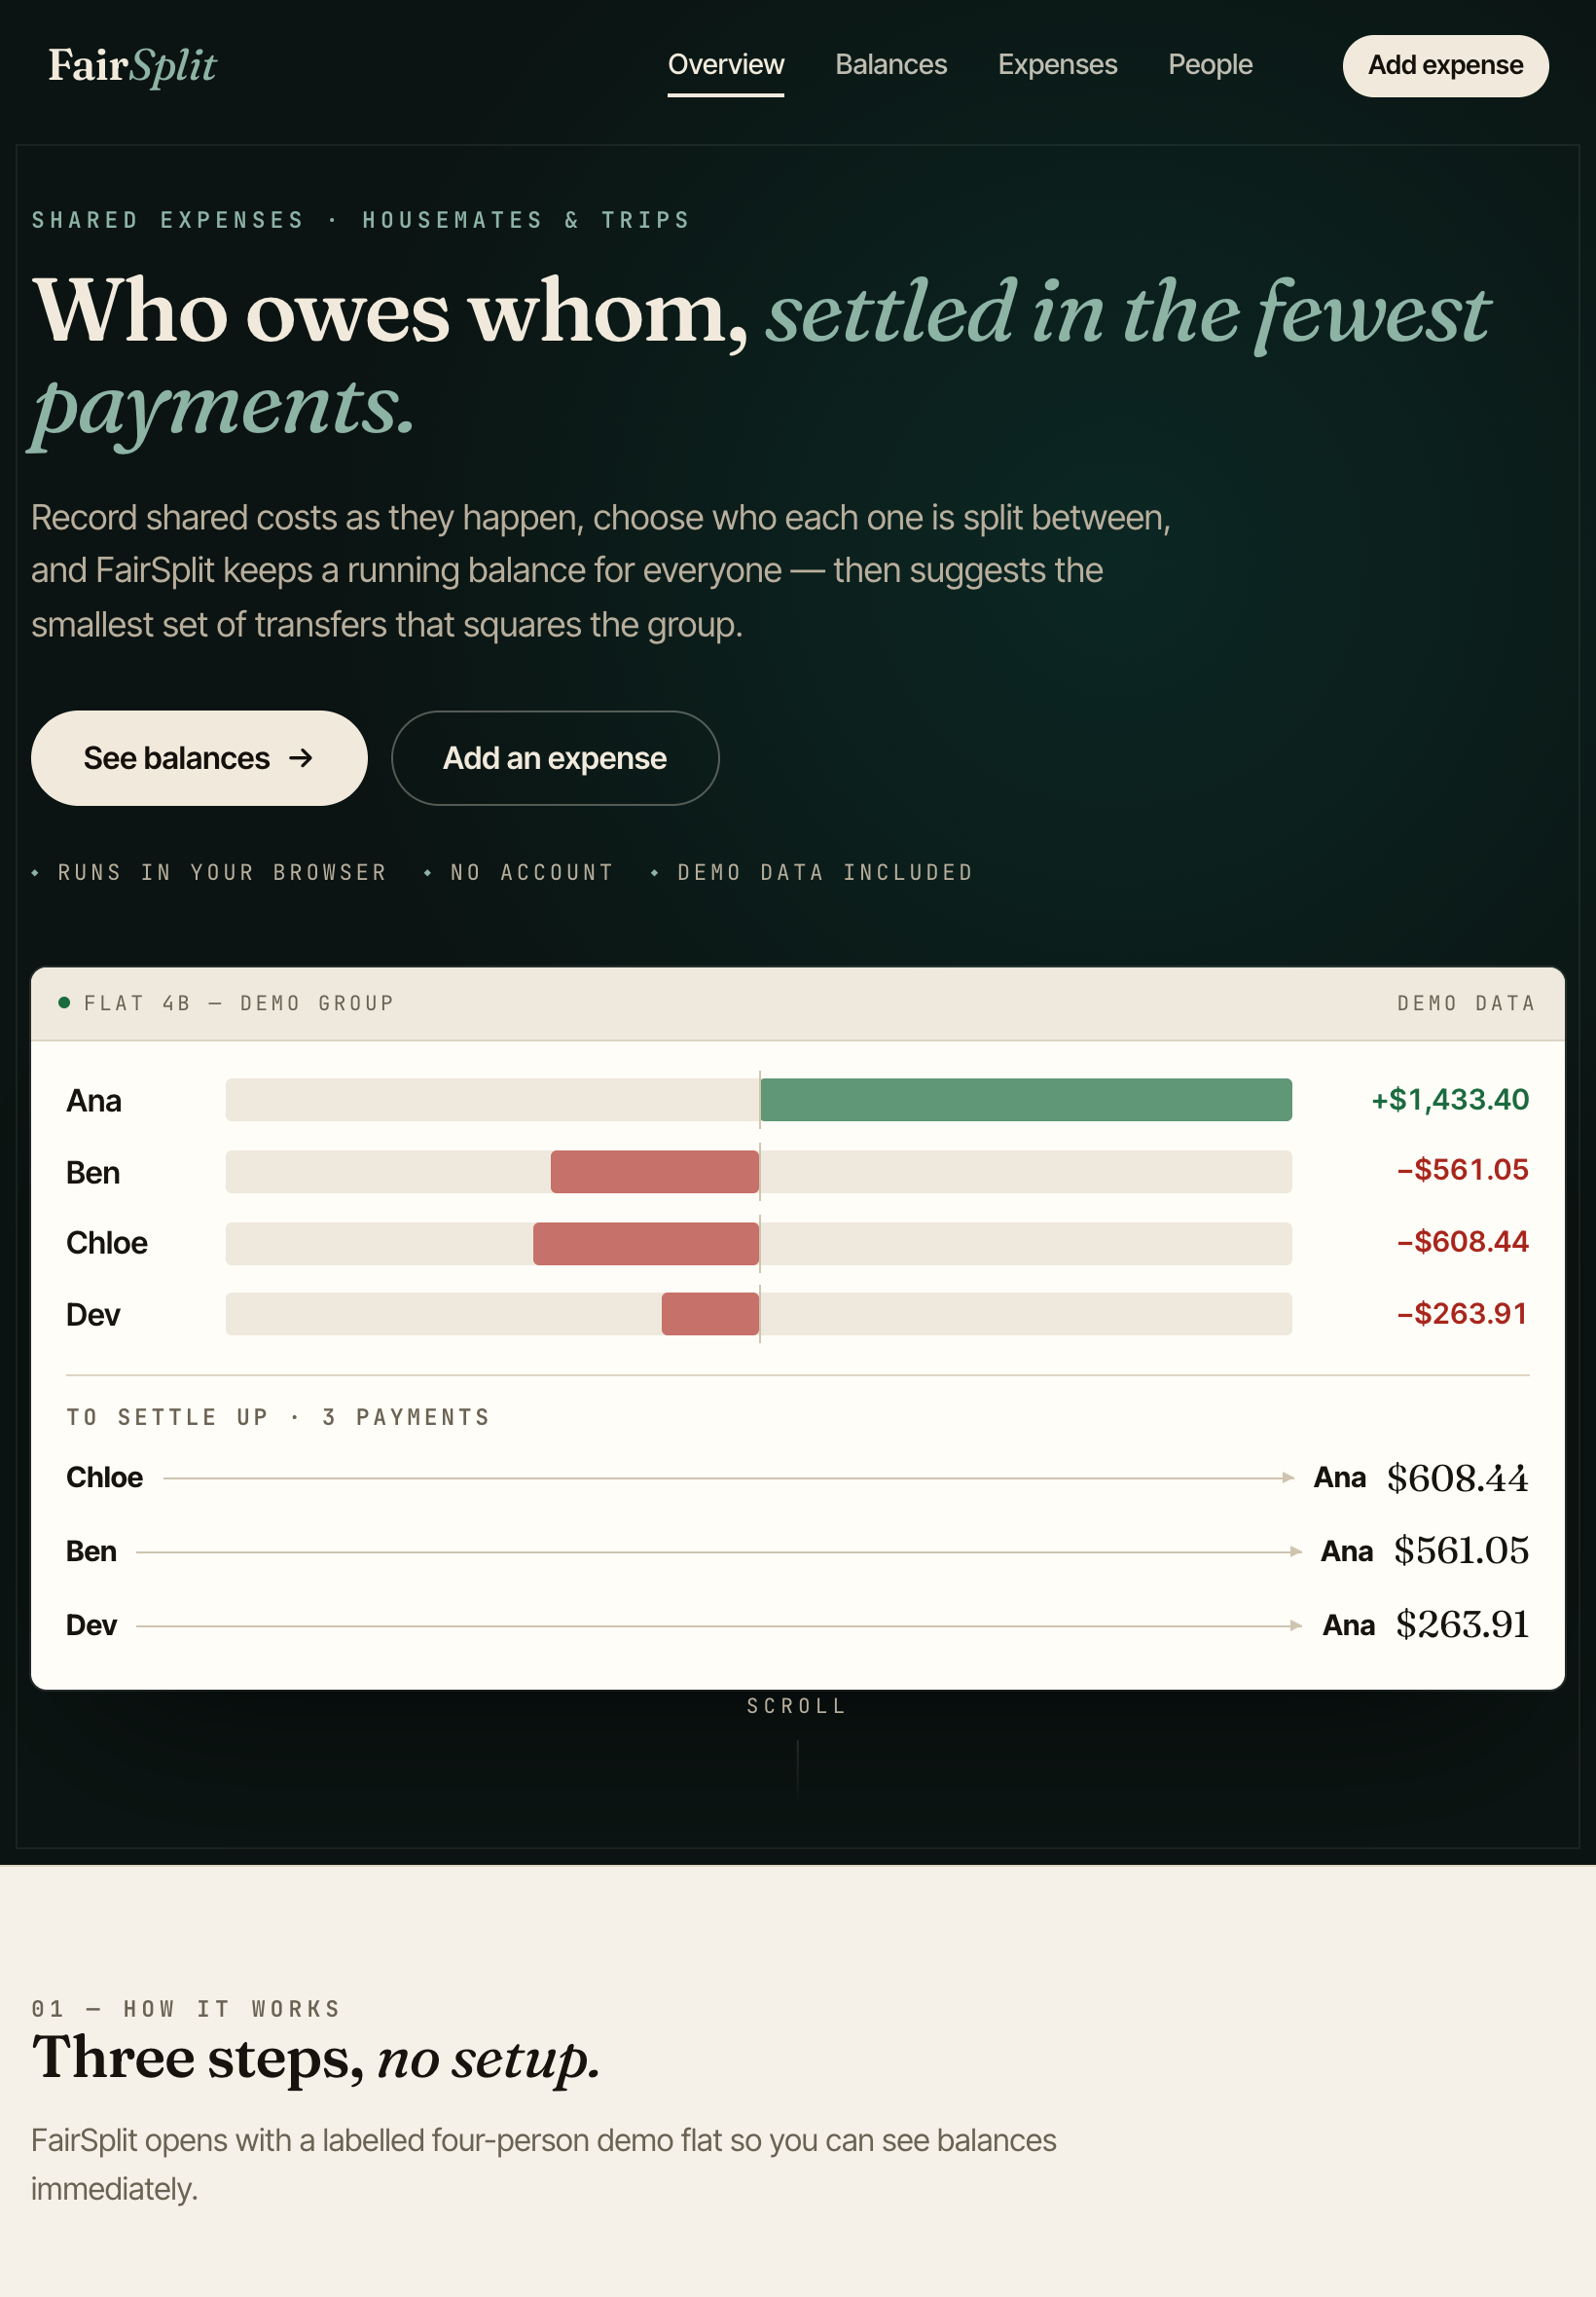 FairSplit
Overview Balances Expenses People Add expense
SHARED EXPENSES · HOUSEMATES & TRIPS
Who owes whom, settled in the fewest
payments.
Record shared costs as they happen, choose who each one is split between,
and FairSplit keeps a running balance for everyone — then suggests the
smallest set of transfers that squares the group.
See balances → Add an expense
RUNS IN YOUR BROWSER NO ACCOUNT DEMO DATA INCLUDED
FLAT 4B — DEMO GROUP DEMO DATA
Ana +$1,433.40
Ben −$561.05
Chloe −$608.44
Dev −$263.91
TO SETTLE UP · 3 PAYMENTS
Chloe Ana $608.44
Ben Ana $561.05
Dev Ana $263.91
SCROLL
01 — HOW IT WORKS
Three steps, no setup.
FairSplit opens with a labelled four-person demo flat so you can see balances
immediately.